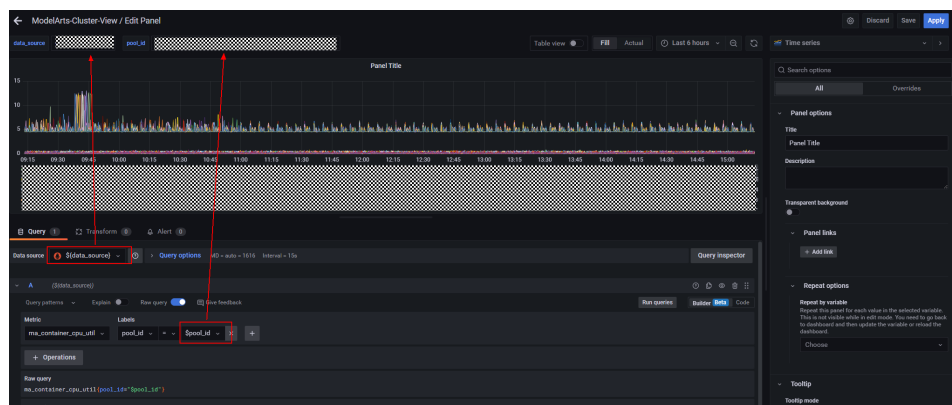 ModelArts-Cluster-View / Edit Panel
Discard Save Apply
data_source pool_id
Table view Fill Actual Last 6 hours Time series
Panel Title
Search options
All Overrides
15
10
5
0
09:15 09:30 09:45 10:00 10:15 10:30 10:45 11:00 11:15 11:30 11:45 12:00 12:15 12:30 12:45 13:00 13:15 13:30 13:45 14:00 14:15 14:30 14:45 15:00
Panel options
Title
Panel Title
Description
Transparent background
Panel links
+ Add link
Repeat options
Repeat by variable
Repeat this panel for each value in the selected variable.
This is not visible while in edit mode. You need to go back
to dashboard and then update the variable or reload the
dashboard.
Choose
Tooltip
Tooltip mode
Query 1 Transform 0 Alert 0
Data source ${data_source} Query options MD = auto = 1616 Interval = 15s Query inspector
A (${data_source})
Query patterns Explain Raw query Give feedback Run queries Builder Beta Code
Metric Labels
ma_container_cpu_util pool_id = $pool_id
+ Operations
Raw query
ma_container_cpu_util{pool_id="$pool_id"}